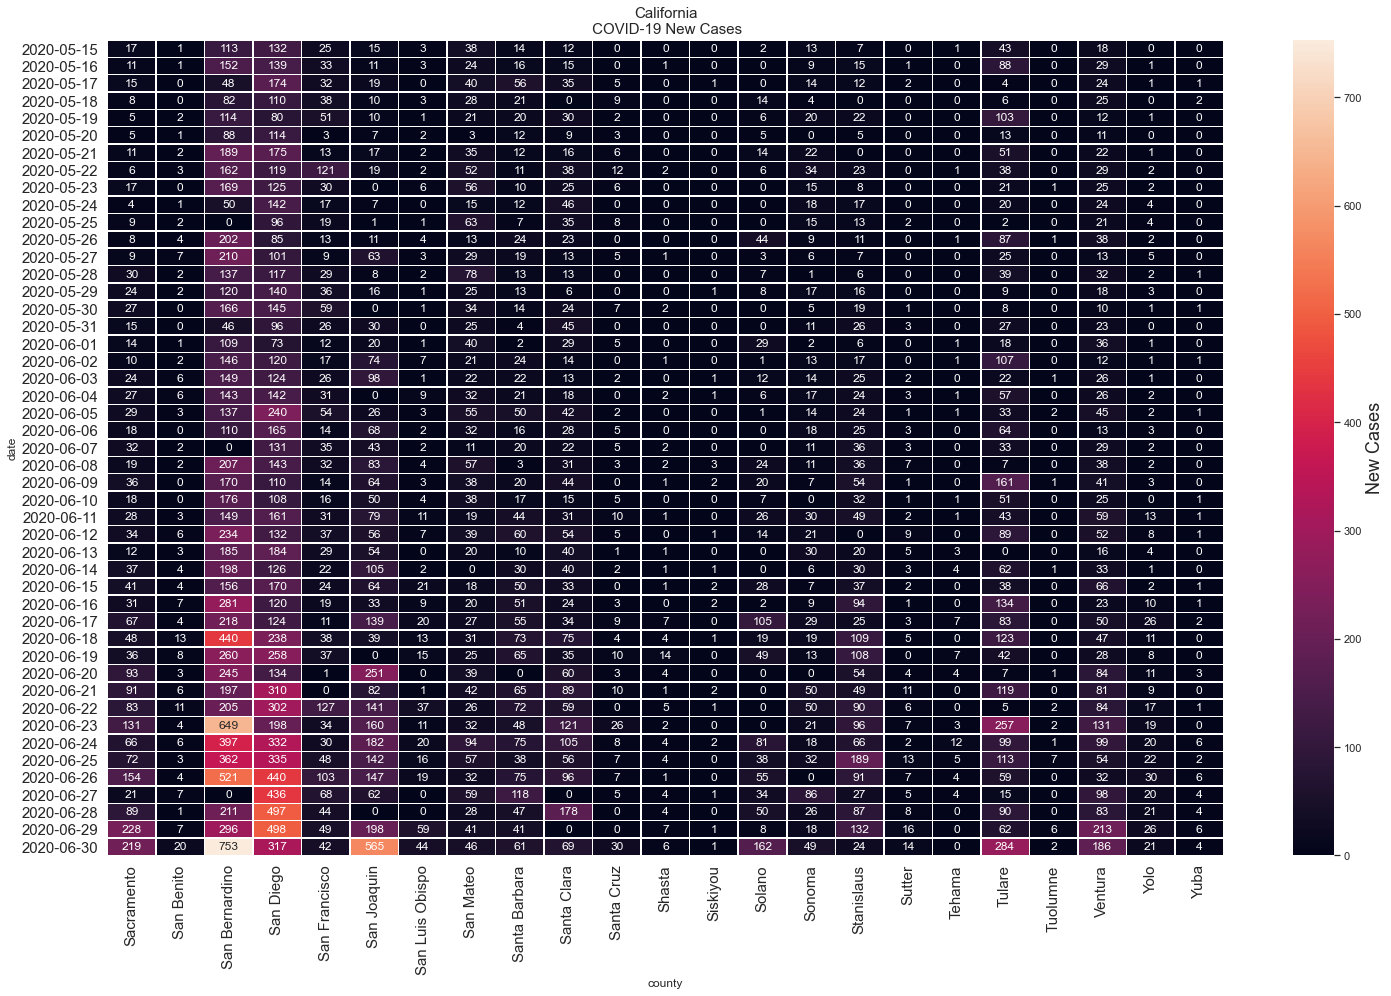 California
COVID-19 New Cases
2020-05-15 17 1 113 132 25 15 3 38 14 12 0 0 0 2 13 7 0 1 43 0 18 0 0
2020-05-16 11 1 152 139 33 11 3 24 16 15 0 1 0 0 9 15 1 0 88 0 29 1 0
2020-05-17 15 0 48 174 32 19 0 40 56 35 5 0 1 0 14 12 2 0 4 0 24 1 1
2020-05-18 8 0 82 110 38 10 3 28 21 0 9 0 0 14 4 0 0 0 6 0 25 0 2
2020-05-19 5 2 114 80 51 10 1 21 20 30 2 0 0 6 20 22 0 0 103 0 12 1 0
2020-05-20 5 1 88 114 3 7 2 3 12 9 3 0 0 5 0 5 0 0 13 0 11 0 0
2020-05-21 11 2 189 175 13 17 2 35 12 16 6 0 0 14 22 0 0 0 51 0 22 1 0
2020-05-22 6 3 162 119 121 19 2 52 11 38 12 2 0 6 34 23 0 1 38 0 29 2 0
2020-05-23 17 0 169 125 30 0 6 56 10 25 6 0 0 0 15 8 0 0 21 1 25 2 0
2020-05-24 4 1 50 142 17 7 0 15 12 46 0 0 0 0 18 17 0 0 20 0 24 4 0
2020-05-25 9 2 0 96 19 1 1 63 7 35 8 0 0 0 15 13 2 0 2 0 21 4 0
2020-05-26 8 4 202 85 13 11 4 13 24 23 0 0 0 44 9 11 0 1 87 1 38 2 0
2020-05-27 9 7 210 101 9 63 3 29 19 13 5 1 0 3 6 7 0 0 25 0 13 5 0
2020-05-28 30 2 137 117 29 8 2 78 13 13 0 0 0 7 1 6 0 0 39 0 32 2 1
2020-05-29 24 2 120 140 36 16 1 25 13 6 0 0 1 8 17 16 0 0 9 0 18 3 0
2020-05-30 27 0 166 145 59 0 1 34 14 24 7 2 0 0 5 19 1 0 8 0 10 1 1
2020-05-31 15 0 46 96 26 30 0 25 4 45 0 0 0 0 11 26 3 0 27 0 23 0 0
2020-06-01 14 1 109 73 12 20 1 40 2 29 5 0 0 29 2 6 0 1 18 0 36 1 0
2020-06-02 10 2 146 120 17 74 7 21 24 14 0 1 0 1 13 17 0 1 107 0 12 1 1
2020-06-03 24 6 149 124 26 98 1 22 22 13 2 0 1 12 14 25 2 0 22 1 26 1 0
2020-06-04 27 6 143 142 31 0 9 32 21 18 0 2 1 6 17 24 3 1 57 0 26 2 0
2020-06-05 29 3 137 240 54 26 3 55 50 42 2 0 0 1 14 24 1 1 33 2 45 2 1
2020-06-06 18 0 110 165 14 68 2 32 16 28 5 0 0 0 18 25 3 0 64 0 13 3 0
2020-06-07 32 2 0 131 35 43 2 11 20 22 5 2 0 0 11 36 3 0 33 0 29 2 0
2020-06-08 19 2 207 143 32 83 4 57 3 31 3 2 3 24 11 36 7 0 7 0 38 2 0
2020-06-09 36 0 170 110 14 64 3 38 20 44 0 1 2 20 7 54 1 0 161 1 41 3 0
2020-06-10 18 0 176 108 16 50 4 38 17 15 5 0 0 7 0 32 1 1 51 0 25 0 1
2020-06-11 28 3 149 161 31 79 11 19 44 31 10 1 0 26 30 49 2 1 43 0 59 13 1
2020-06-12 34 6 234 132 37 56 7 39 60 54 5 0 1 14 21 0 9 0 89 0 52 8 1
2020-06-13 12 3 185 184 29 54 0 20 10 40 1 1 0 0 30 20 5 3 0 0 16 4 0
2020-06-14 37 4 198 126 22 105 2 0 30 40 2 1 1 0 6 30 3 4 62 1 33 1 0
2020-06-15 41 4 156 170 24 64 21 18 50 33 0 1 2 28 7 37 2 0 38 0 66 2 1
2020-06-16 31 7 281 120 19 33 9 20 51 24 3 0 2 2 9 94 1 0 134 0 23 10 1
2020-06-17 67 4 218 124 11 139 20 27 55 34 9 7 0 105 29 25 3 7 83 0 50 26 2
2020-06-18 48 13 440 238 38 39 13 31 73 75 4 4 1 19 19 109 5 0 123 0 47 11 0
2020-06-19 36 8 260 258 37 0 15 25 65 35 10 14 0 49 13 108 0 7 42 0 28 8 0
2020-06-20 93 3 245 134 1 251 0 39 0 60 3 4 0 0 0 54 4 4 7 1 84 11 3
2020-06-21 91 6 197 310 0 82 1 42 65 89 10 1 2 0 50 49 11 0 119 0 81 9 0
2020-06-22 83 11 205 302 127 141 37 26 72 59 0 5 1 0 50 90 6 0 5 2 84 17 1
2020-06-23 131 4 649 198 34 160 11 32 48 121 26 2 0 0 21 96 7 3 257 2 131 19 0
2020-06-24 66 6 397 332 30 182 20 94 75 105 8 4 2 81 18 66 2 12 99 1 99 20 6
2020-06-25 72 3 362 335 48 142 16 57 38 56 7 4 0 38 32 189 13 5 113 7 54 22 2
2020-06-26 154 4 521 440 103 147 19 32 75 96 7 1 0 55 0 91 7 4 59 0 32 30 6
2020-06-27 21 7 0 436 68 62 0 59 118 0 5 4 1 34 86 27 5 4 15 0 98 20 4
2020-06-28 89 1 211 497 44 0 0 28 47 178 0 4 0 50 26 87 8 0 90 0 83 21 4
2020-06-29 228 7 296 498 49 198 59 41 41 0 0 7 1 8 18 132 16 0 62 6 213 26 6
2020-06-30 219 20 753 317 42 565 44 46 61 69 30 6 1 162 49 24 14 0 284 2 186 21 4
date
Sacramento
San Benito
San Bernardino
San Diego
San Francisco
San Joaquin
San Luis Obispo
San Mateo
Santa Barbara
Santa Clara
Santa Cruz
Shasta
Siskiyou
Solano
Sonoma
Stanislaus
Sutter
Tehama
Tulare
Tuolumne
Ventura
Yolo
Yuba
county
700
600
500
400
300
200
100
0
New Cases